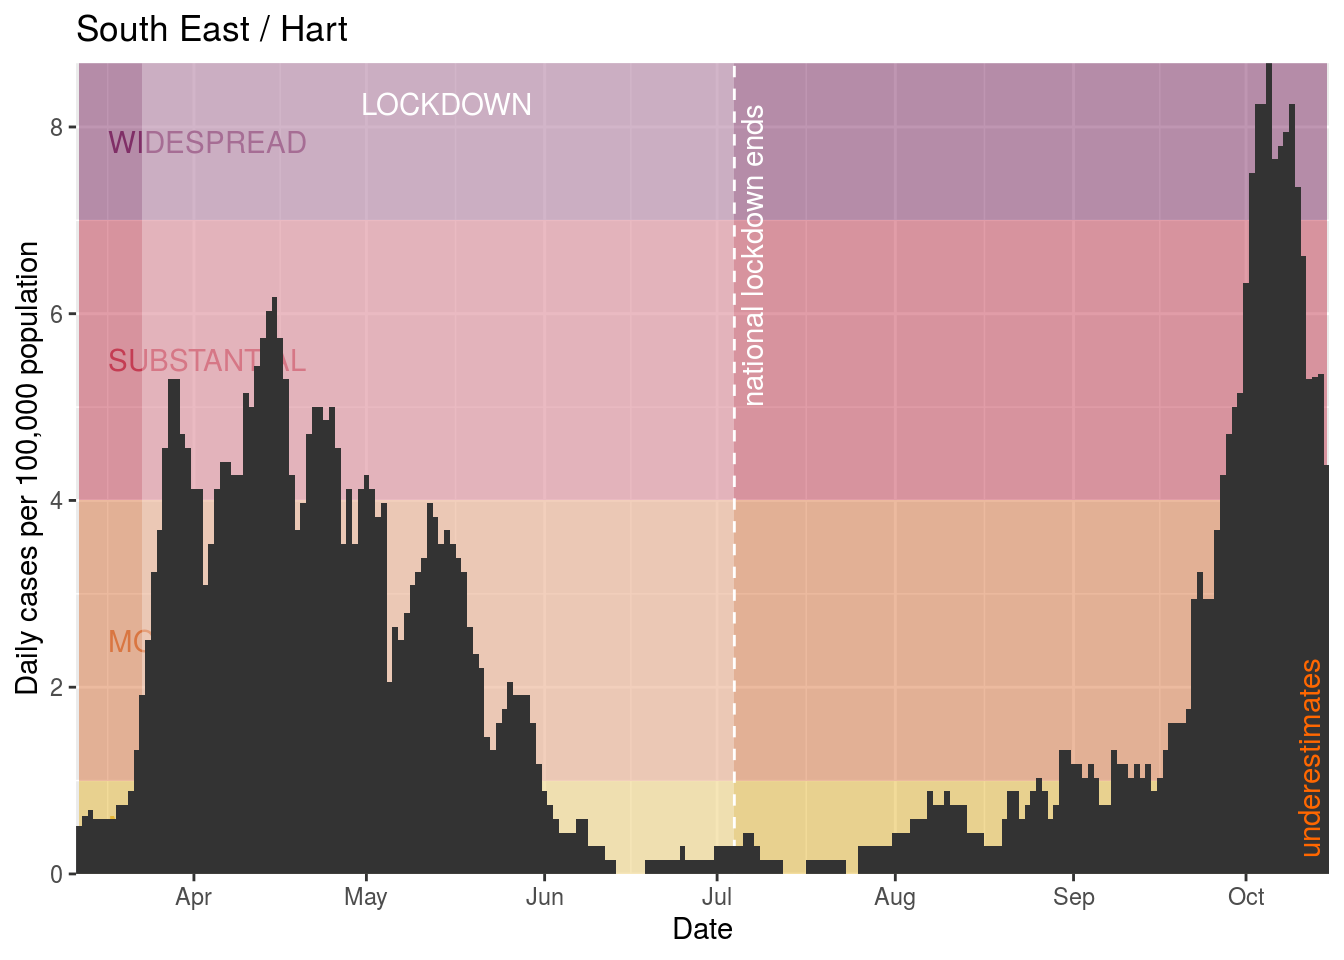 South East / Hart
LOCKDOWN
WIDESPREAD
SUBSTANTIAL
national lockdown ends
underestimates
Daily cases per 100,000 population
8
6
4
2
0
Apr
May
Jun
Jul
Aug
Sep
Oct
Date